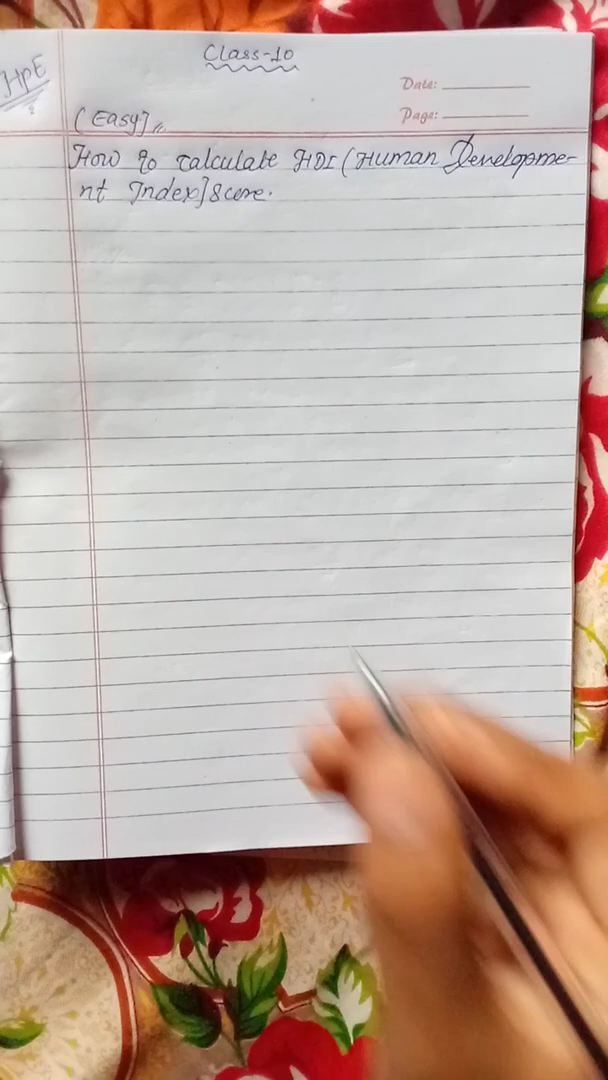 HPE
Class-10
Date:
Page:
(Easy]
How to calculate HDI (Human Developme-
nt Index] Score.